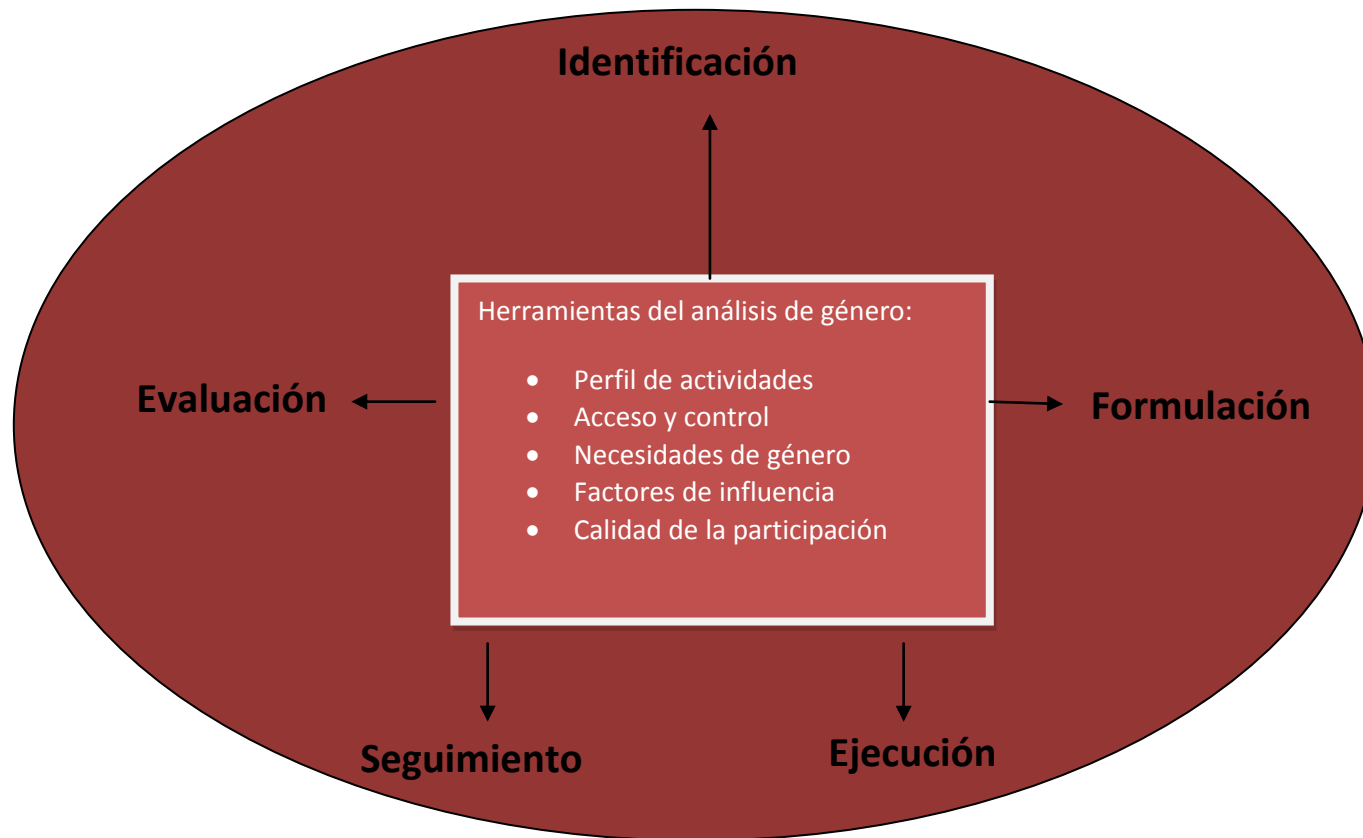 Identificación
Herramientas del análisis de género:
• Perfil de actividades
• Acceso y control
• Necesidades de género
• Factores de influencia
• Calidad de la participación
Evaluación
Formulación
Seguimiento
Ejecución